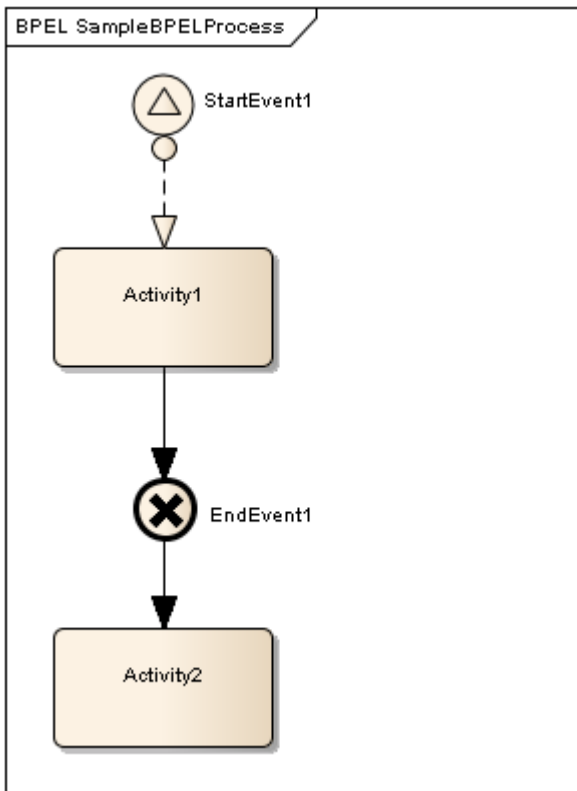 BPEL SampleBPELProcess
StartEvent1
Activity1
EndEvent1
Activity2